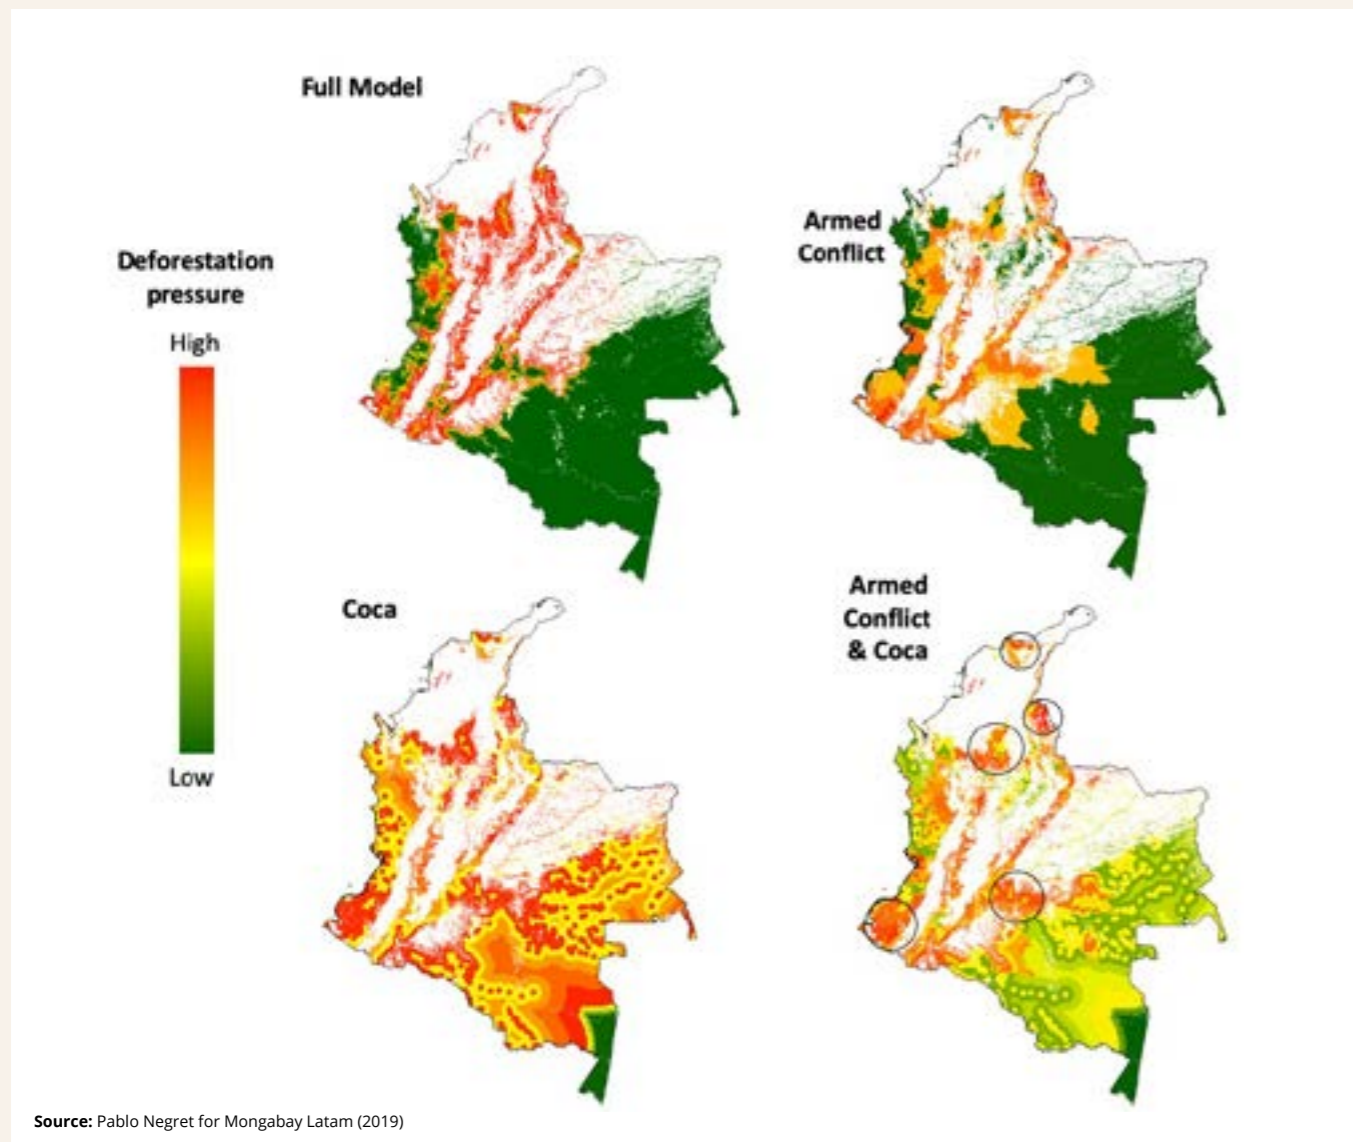 Full Model
Armed
Conflict
Deforestation
pressure
High
Low
Coca
Armed
Conflict
& Coca
Source: Pablo Negret for Mongabay Latam (2019)